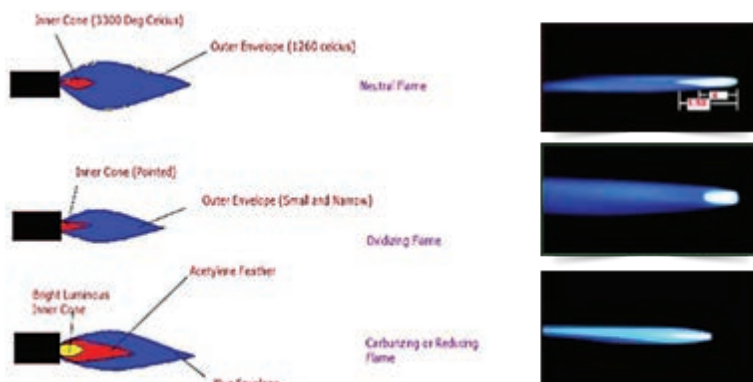 Inner Cone (3300 Deg Celcius)
Outer Envelope (1260 celcius)
Neutral Flame
Inner Cone (Pointed)
Outer Envelope (Small and Narrow)
Oxidizing Flame
Acetylene Feather
Bright Luminous
Inner Cone
Carburizing or Reducing
Flame